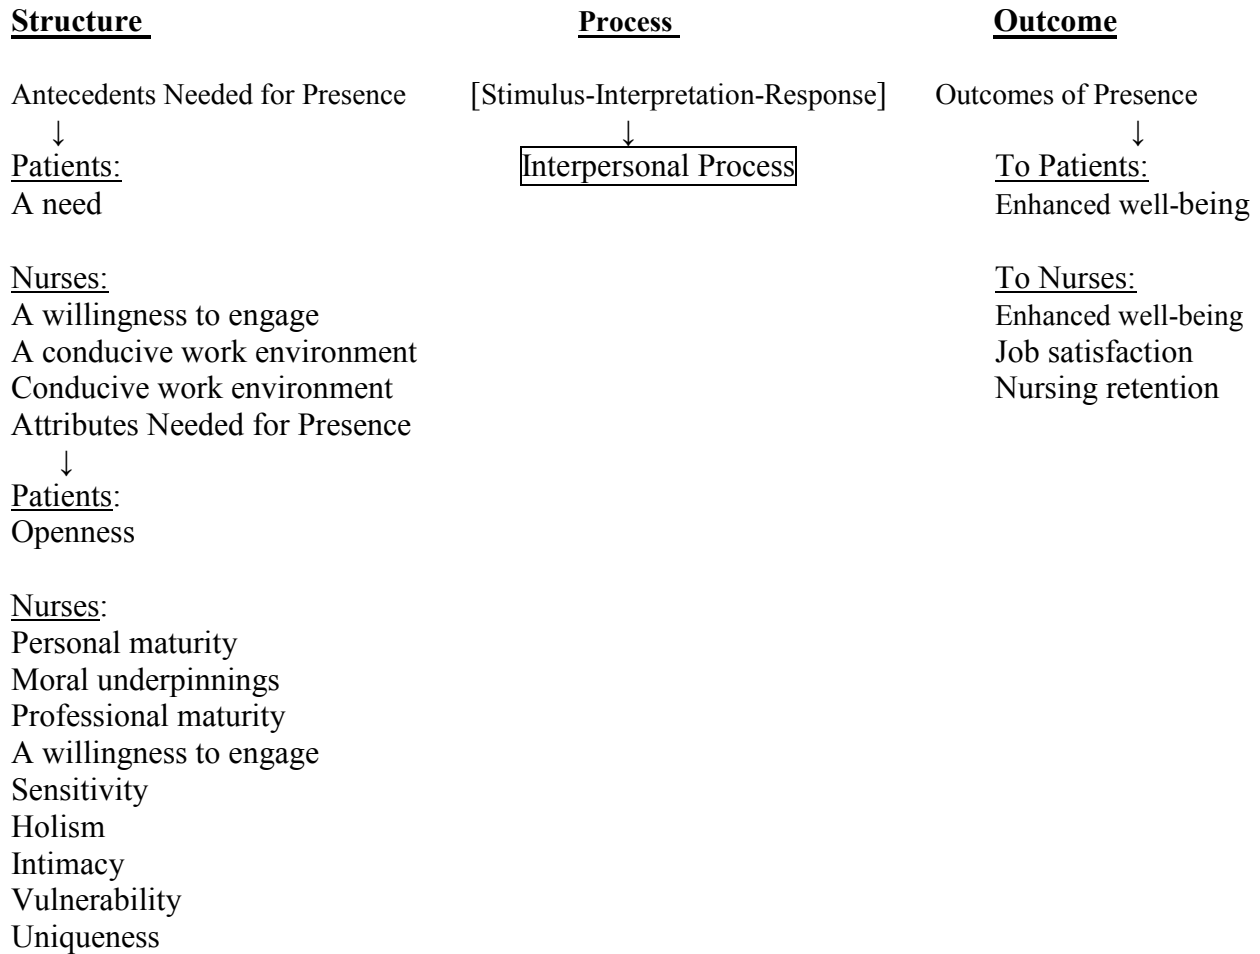 Structure Process Outcome
Antecedents Needed for Presence [Stimulus-Interpretation-Response] Outcomes of Presence
↓ ↓ ↓
Patients: Interpersonal Process To Patients:
A need Enhanced well-being
Nurses: To Nurses:
A willingness to engage Enhanced well-being
A conducive work environment Job satisfaction
Conducive work environment Nursing retention
Attributes Needed for Presence
↓
Patients:
Openness
Nurses:
Personal maturity
Moral underpinnings
Professional maturity
A willingness to engage
Sensitivity
Holism
Intimacy
Vulnerability
Uniqueness